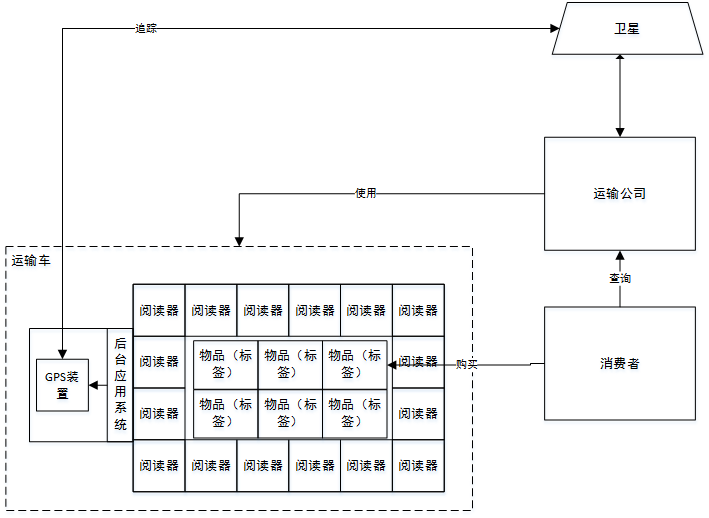 追踪
卫星
运输公司
使用
运输车
查询
阅读器 阅读器 阅读器 阅读器 阅读器 阅读器
后
台
应
用
系
统
阅读器
物品（标
签）
物品（标
签）
物品（标
签）
阅读器
购买
消费者
GPS装
置
阅读器
物品（标
签）
物品（标
签）
物品（标
签）
阅读器
阅读器 阅读器 阅读器 阅读器 阅读器 阅读器